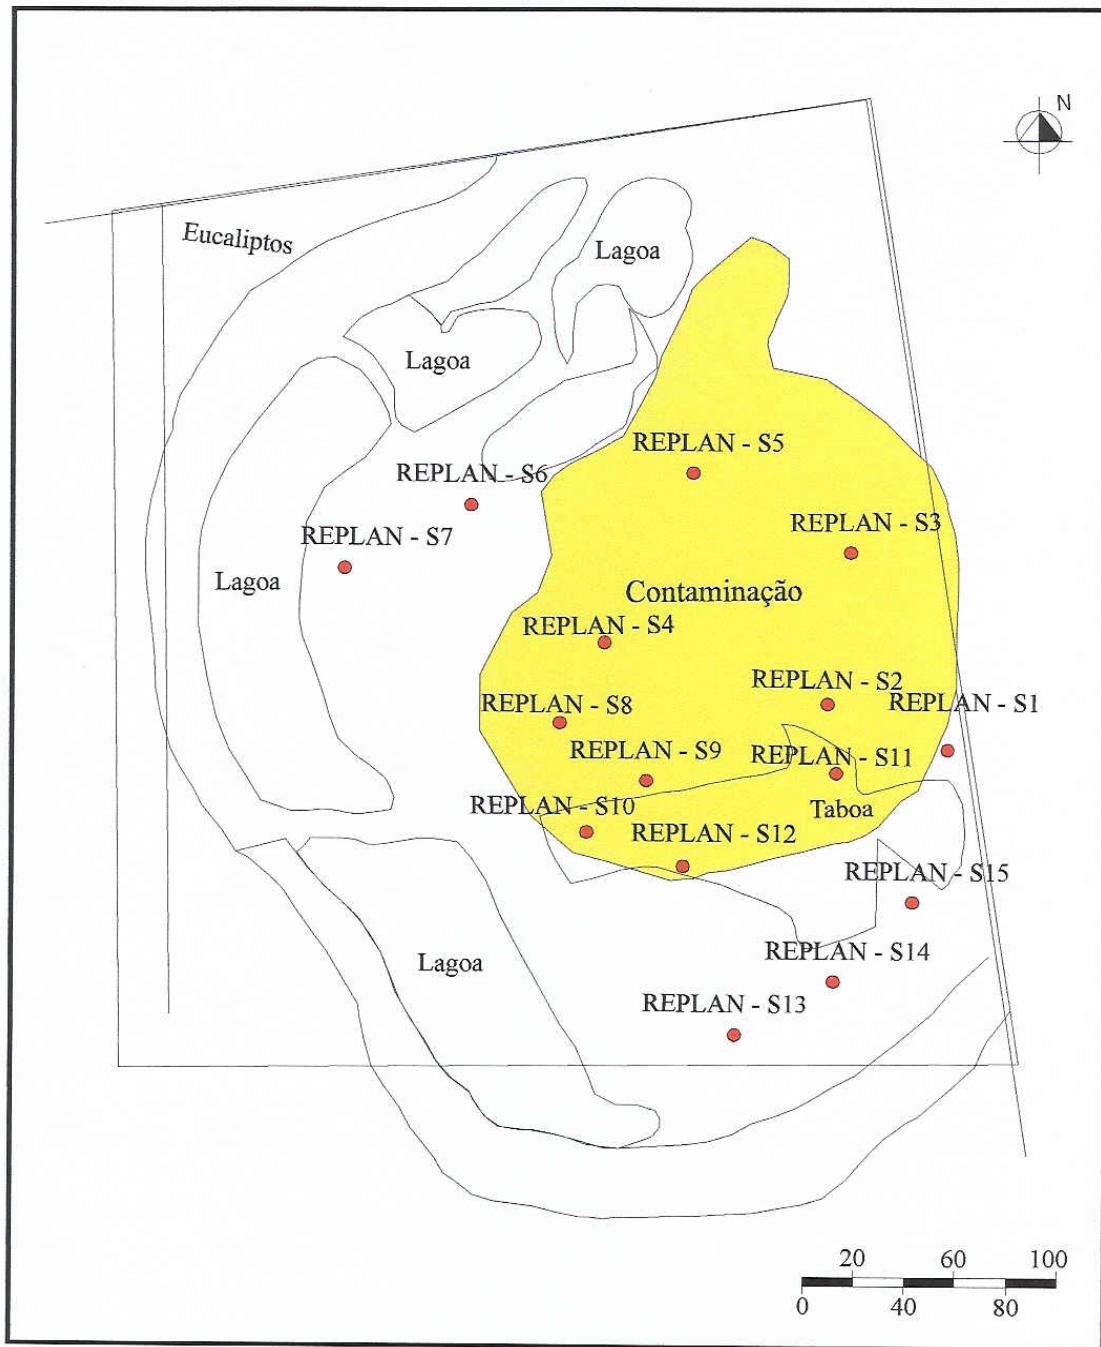 N
Eucaliptos
Lagoa
Lagoa
REPLAN - S5
REPLAN - S6
REPLAN - S3
REPLAN - S7
Lagoa
Contaminação
REPLAN - S4
REPLAN - S2
REPLAN - S8
REPLAN - S1
REPLAN - S9
REPLAN - S11
REPLAN - S10
Taboa
REPLAN - S12
REPLAN - S15
Lagoa
REPLAN - S14
REPLAN - S13
20 60 100
0 40 80